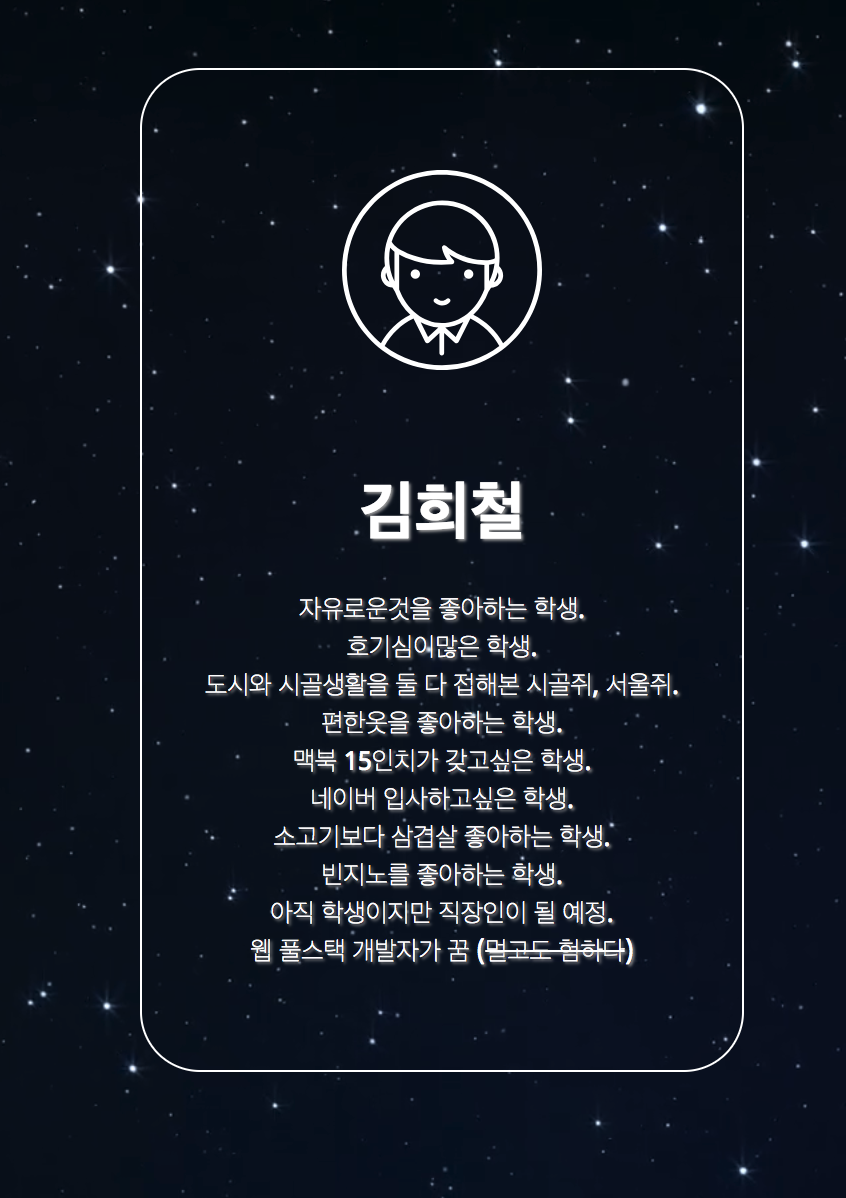 김희철
자유로운것을 좋아하는 학생.
호기심이많은 학생.
도시와 시골생활을 둘 다 접해본 시골쥐, 서울쥐.
편한옷을 좋아하는 학생.
맥북 15인치가 갖고싶은 학생.
네이버 입사하고싶은 학생.
소고기보다 삼겹살 좋아하는 학생.
빈지노를 좋아하는 학생.
아직 학생이지만 직장인이 될 예정.
웹 풀스택 개발자가 꿈 (멀고도 험하다)